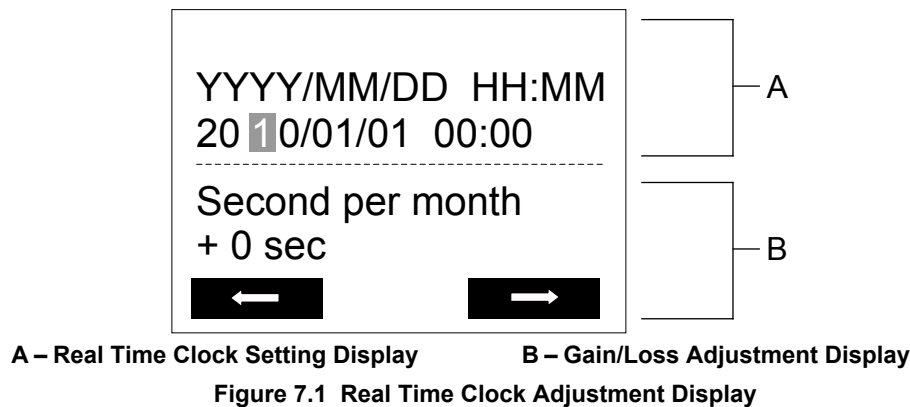 YYYY/MM/DD HH:MM
2010/01/01 00:00
Second per month
+ 0 sec
A
B
A – Real Time Clock Setting Display B – Gain/Loss Adjustment Display
Figure 7.1 Real Time Clock Adjustment Display